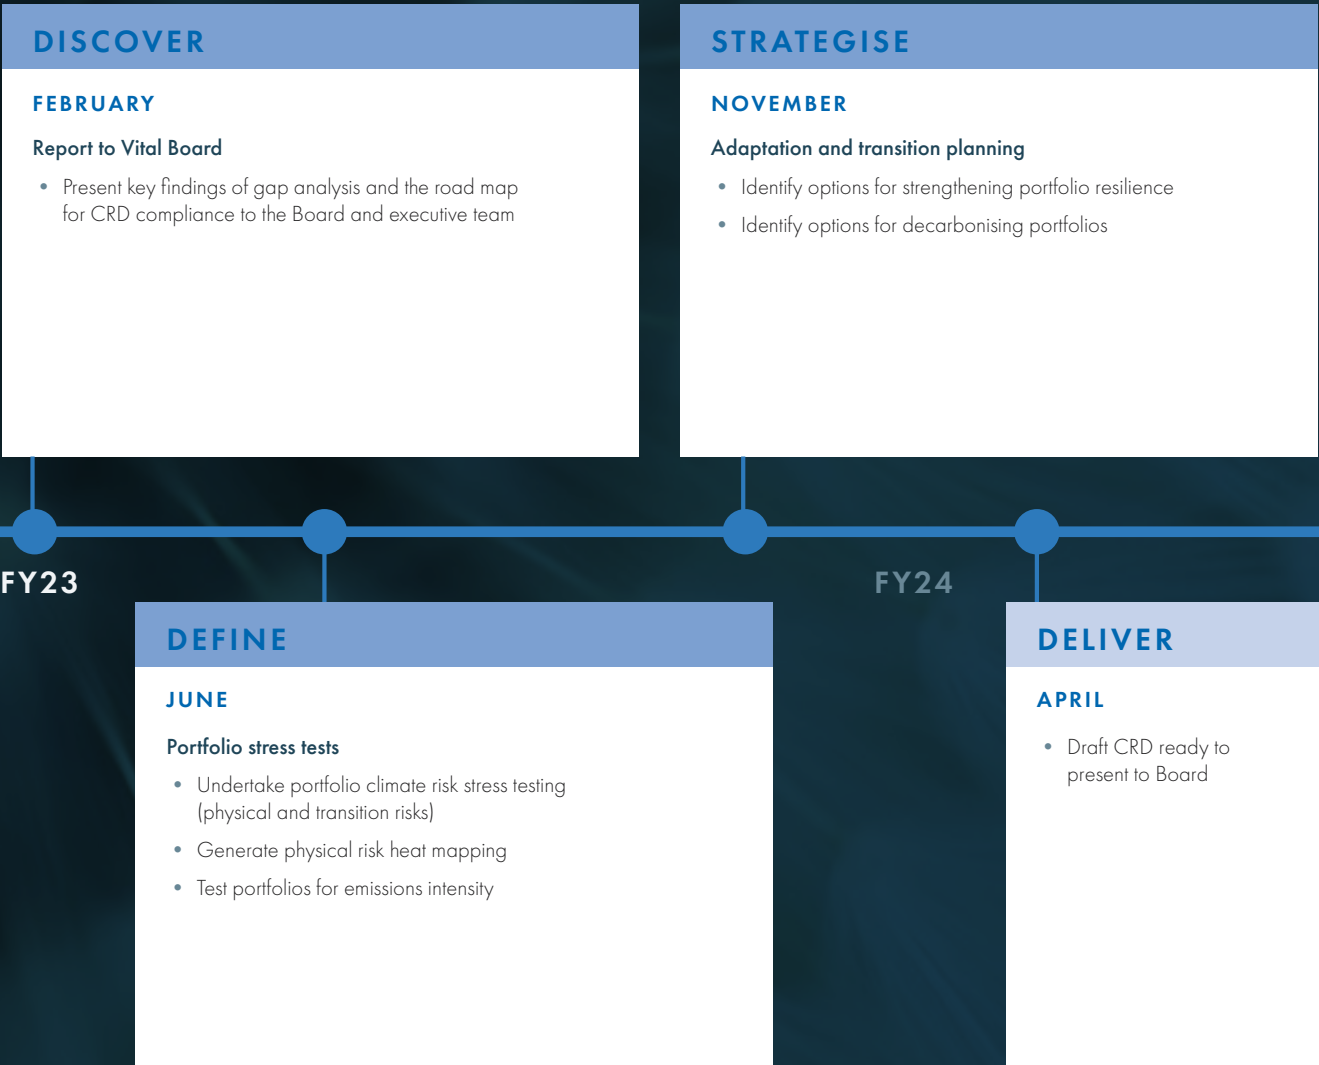 DISCOVER
FEBRUARY
Report to Vital Board
• Present key findings of gap analysis and the road map
for CRD compliance to the Board and executive team
STRATEGISE
NOVEMBER
Adaptation and transition planning
• Identify options for strengthening portfolio resilience
• Identify options for decarbonising portfolios
FY23
FY24
DEFINE
JUNE
Portfolio stress tests
• Undertake portfolio climate risk stress testing
(physical and transition risks)
• Generate physical risk heat mapping
• Test portfolios for emissions intensity
DELIVER
APRIL
• Draft CRD ready to
present to Board